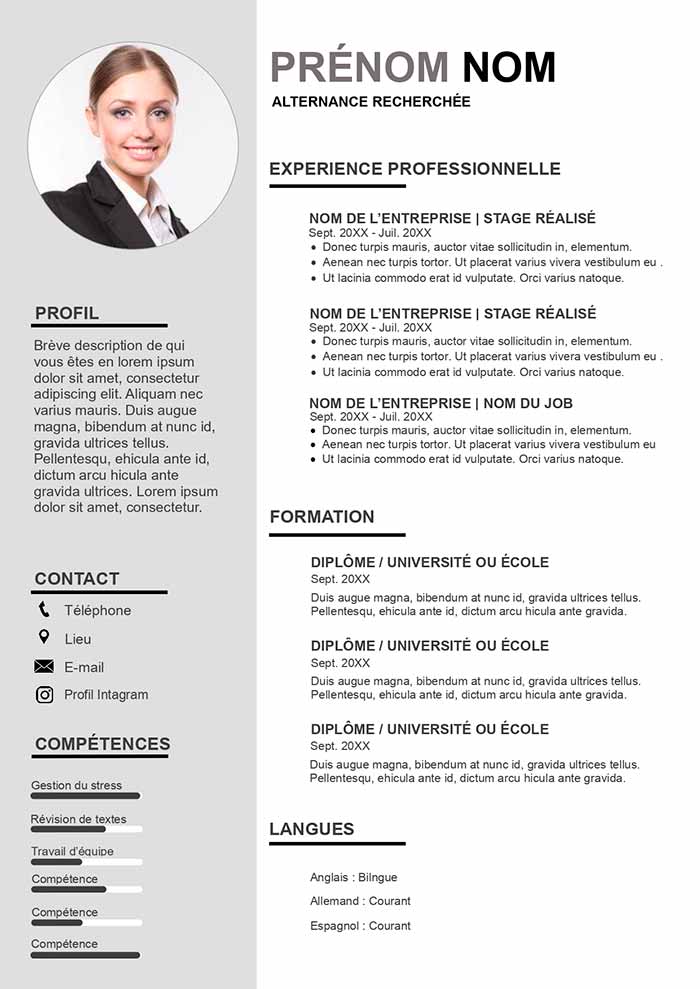 PRÉNOM NOM
ALTERNANCE RECHERCHÉE
PROFIL
Brève description de qui
vous êtes en lorem ipsum
dolor sit amet, consectetur
adipiscing elit. Aliquam nec
varius mauris. Duis augue
magna, bibendum at nunc id,
gravida ultrices tellus.
Pellentesqu, ehicula ante id,
dictum arcu hicula ante
gravida ultrices. Lorem ipsum
dolor sit amet, consectetur.
CONTACT
Téléphone
Lieu
E-mail
Profil Intagram
COMPÉTENCES
Gestion du stress
Révision de textes
Travail d'équipe
Compétence
Compétence
Compétence
EXPERIENCE PROFESSIONNELLE
NOM DE L'ENTREPRISE | STAGE RÉALISÉ
Sept. 20XX - Juil. 20XX
• Donec turpis mauris, auctor vitae sollicitudin in, elementum.
• Aenean nec turpis tortor. Ut placerat varius vivera vestibulum eu .
• Ut lacinia commodo erat id vulputate. Orci varius natoque.
NOM DE L'ENTREPRISE | STAGE RÉALISÉ
Sept. 20XX - Juil. 20XX
• Donec turpis mauris, auctor vitae sollicitudin in, elementum.
• Aenean nec turpis tortor. Ut placerat varius vivera vestibulum eu .
• Ut lacinia commodo erat id vulputate. Orci varius natoque.
NOM DE L'ENTREPRISE | NOM DU JOB
Sept. 20XX - Juil. 20XX
• Donec turpis mauris, auctor vitae sollicitudin in, elementum.
• Aenean nec turpis tortor. Ut placerat varius vivera vestibulum eu
• Ut lacinia commodo erat id vulputate. Orci varius natoque.
FORMATION
DIPLÔME / UNIVERSITÉ OU ÉCOLE
Sept. 20XX
Duis augue magna, bibendum at nunc id, gravida ultrices tellus.
Pellentesqu, ehicula ante id, dictum arcu hicula ante gravida.
DIPLÔME / UNIVERSITÉ OU ÉCOLE
Sept. 20XX
Duis augue magna, bibendum at nunc id, gravida ultrices tellus.
Pellentesqu, ehicula ante id, dictum arcu hicula ante gravida.
DIPLÔME / UNIVERSITÉ OU ÉCOLE
Sept. 20XX
Duis augue magna, bibendum at nunc id, gravida ultrices tellus.
Pellentesqu, ehicula ante id, dictum arcu hicula ante gravida.
LANGUES
Anglais : Bilngue
Allemand : Courant
Espagnol : Courant